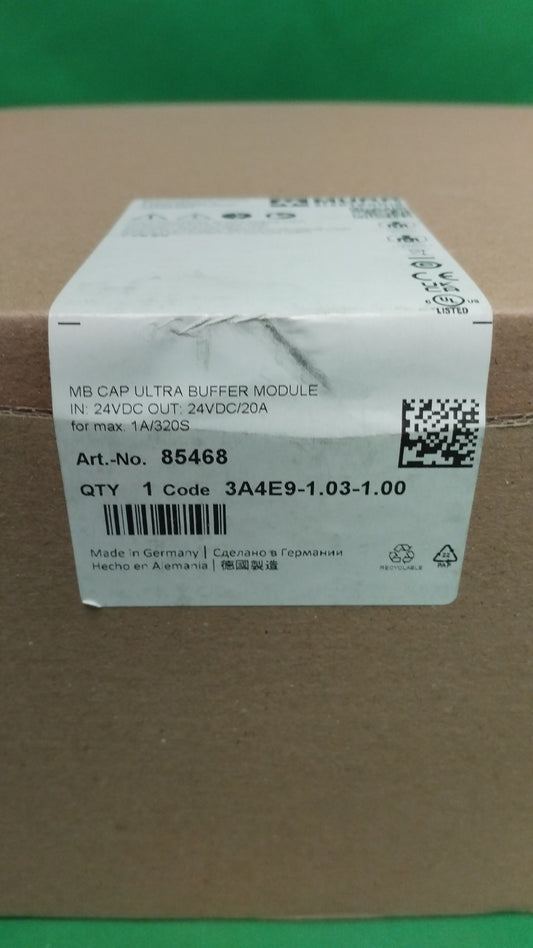 LISTED
MB CAP ULTRA BUFFER MODULE
IN: 24VDC OUT: 24VDC/20A
for max. 1A/320S
Art.-No. 85468
QTY 1 Code 3A4E9-1.03-1.00
Made in Germany | Сделано в Германии
Hecho en Alemania | 德國製造
RECYCLABLE
PAP